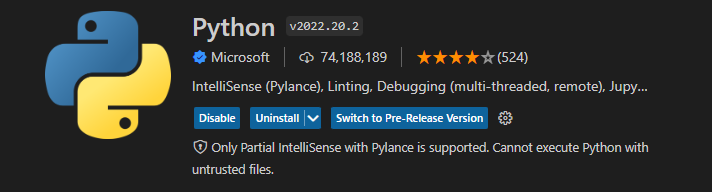 Python v2022.20.2
Microsoft 74,188,189 (524)
IntelliSense (Pylance), Linting, Debugging (multi-threaded, remote), Jupy...
Disable Uninstall Switch to Pre-Release Version
Only Partial IntelliSense with Pylance is supported. Cannot execute Python with
untrusted files.